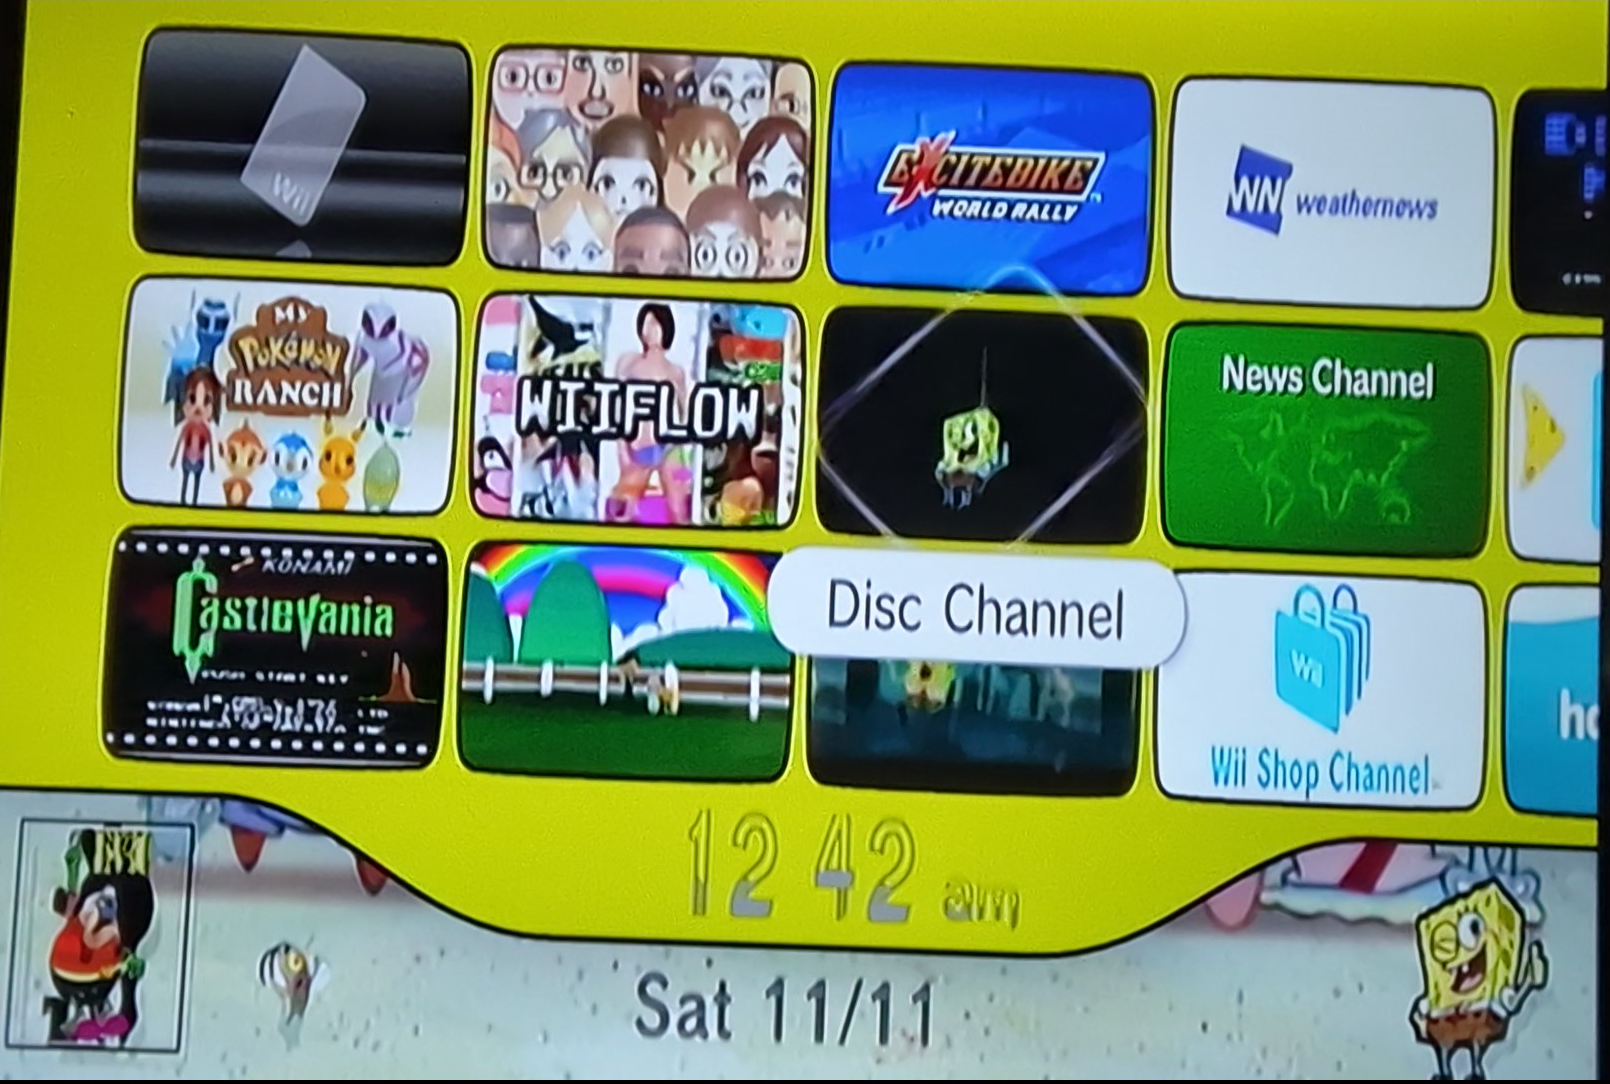 Wii
EXCITEBIKE
WORLD RALLY
WN weathernews
MY
POKéMON
RANCH
WIIFLOW
News Channel
KONAMI
CastleVania
Disc Channel
Wii
Wii Shop Channel
12 42 am
Sat 11/11